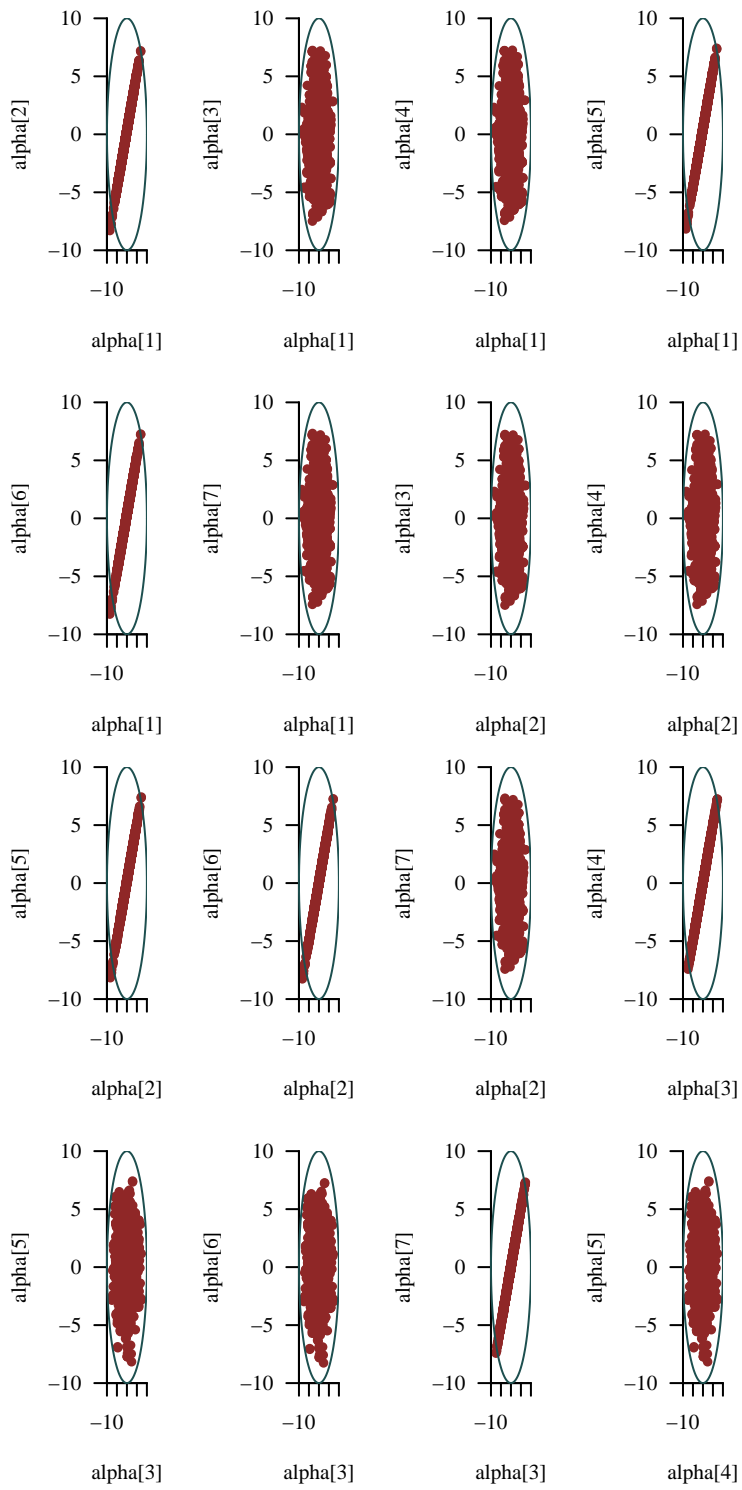 10 10 10 10
5 5 5 5
alpha[2] alpha[3] alpha[4] alpha[5]
0 0 0 0
−5 −5 −5 −5
−10 −10 −10 −10
−10 −10 −10 −10
alpha[1] alpha[1] alpha[1] alpha[1]
10 10 10 10
5 5 5 5
alpha[6] alpha[7] alpha[3] alpha[4]
0 0 0 0
−5 −5 −5 −5
−10 −10 −10 −10
−10 −10 −10 −10
alpha[1] alpha[1] alpha[2] alpha[2]
10 10 10 10
5 5 5 5
alpha[5] alpha[6] alpha[7] alpha[4]
0 0 0 0
−5 −5 −5 −5
−10 −10 −10 −10
−10 −10 −10 −10
alpha[2] alpha[2] alpha[2] alpha[3]
10 10 10 10
5 5 5 5
alpha[5] alpha[6] alpha[7] alpha[5]
0 0 0 0
−5 −5 −5 −5
−10 −10 −10 −10
−10 −10 −10 −10
alpha[3] alpha[3] alpha[3] alpha[4]